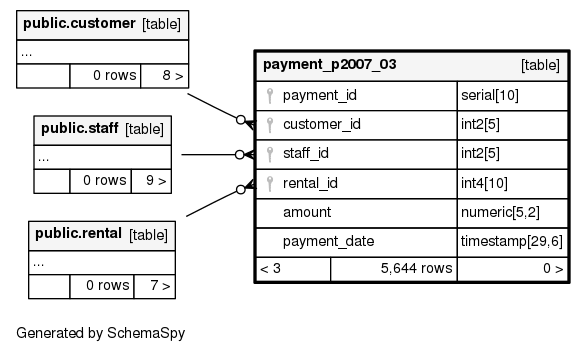 public.customer [table]
...
0 rows 8 >
public.staff [table]
...
0 rows 9 >
public.rental [table]
...
0 rows 7 >
payment_p2007_03 [table]
payment_id serial[10]
customer_id int2[5]
staff_id int2[5]
rental_id int4[10]
amount numeric[5,2]
payment_date timestamp[29,6]
< 3 5,644 rows 0 >
Generated by SchemaSpy